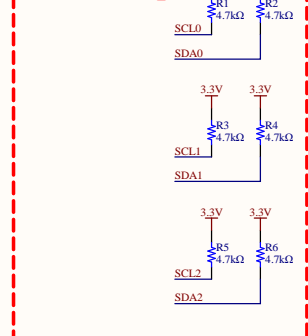 R1 R2
4.7kΩ 4.7kΩ
SCL0
SDA0
3.3V 3.3V
R3 R4
4.7kΩ 4.7kΩ
SCL1
SDA1
3.3V 3.3V
R5 R6
4.7kΩ 4.7kΩ
SCL2
SDA2